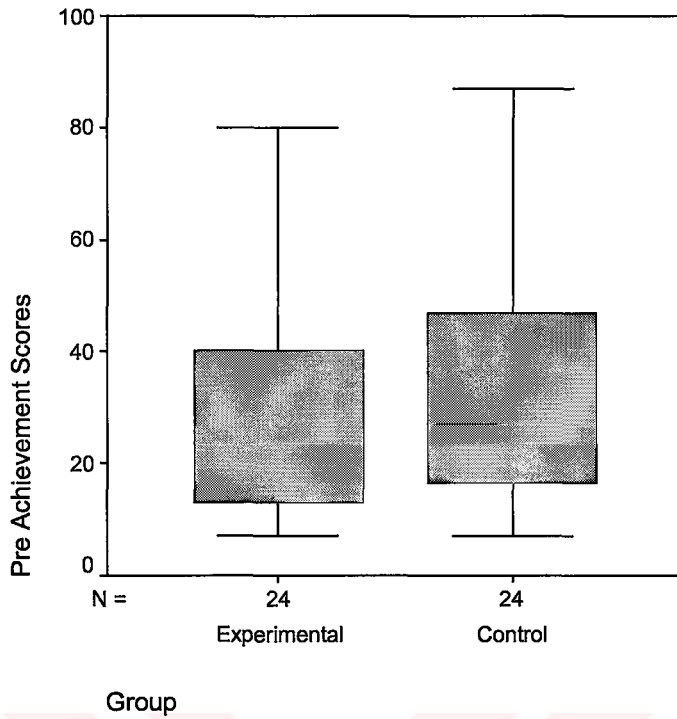 100
80
60
40
20
0
Pre Achievement Scores
N = 24 24
Experimental Control
Group